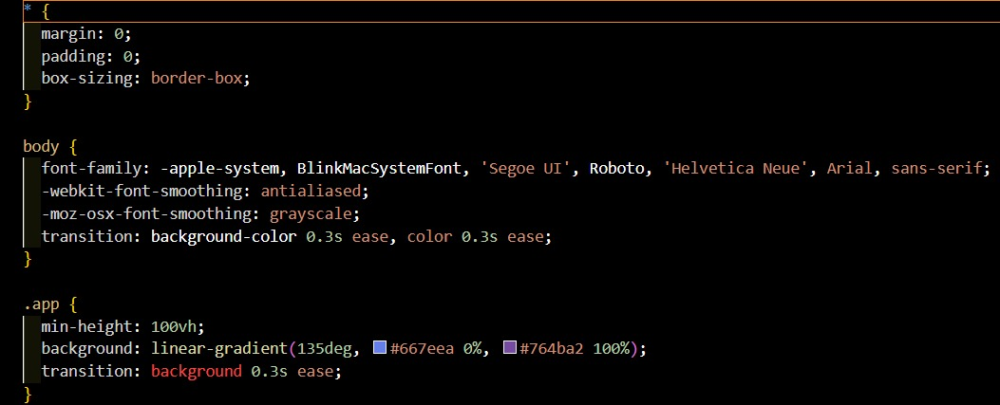 * {
  margin: 0;
  padding: 0;
  box-sizing: border-box;
}

body {
  font-family: -apple-system, BlinkMacSystemFont, 'Segoe UI', Roboto, 'Helvetica Neue', Arial, sans-serif;
  -webkit-font-smoothing: antialiased;
  -moz-osx-font-smoothing: grayscale;
  transition: background-color 0.3s ease, color 0.3s ease;
}

.app {
  min-height: 100vh;
  background: linear-gradient(135deg, #667eea 0%, #764ba2 100%);
  transition: background 0.3s ease;
}